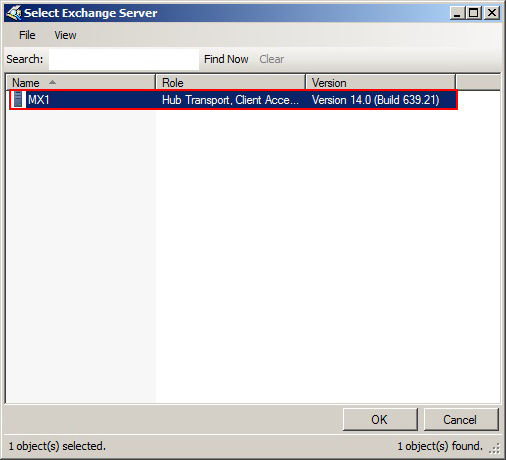 Select Exchange Server
File View
Search: Find Now Clear
Name Role Version
MX1 Hub Transport, Client Acce... Version 14.0 (Build 639.21)
OK Cancel
1 object(s) selected. 1 object(s) found.